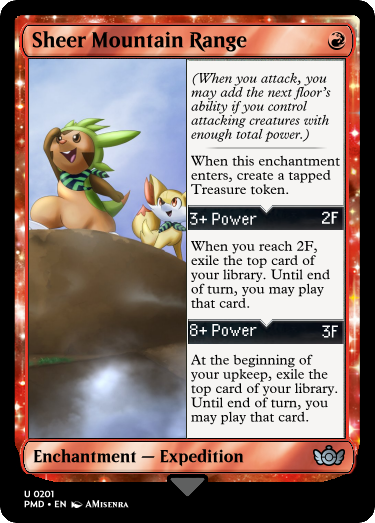 Sheer Mountain Range
(When you attack, you
may add the next floor's
ability if you control
attacking creatures with
enough total power.)
When this enchantment
enters, create a tapped
Treasure token.
3+ Power 2F
When you reach 2F,
exile the top card of
your library. Until end
of turn, you may play
that card.
8+ Power 3F
At the beginning of
your upkeep, exile the
top card of your library.
Until end of turn, you
may play that card.
Enchantment — Expedition
U 0201
PMD • EN AMisenra